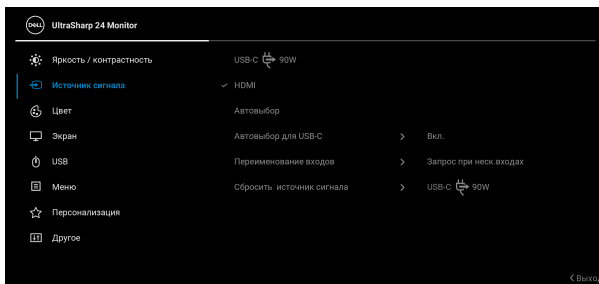 DELL UltraSharp 24 Monitor
Яркость / контрастность USB-C 90W
Источник сигнала HDMI
Цвет Автовыбор
Экран Автовыбор для USB-C Вкл.
USB Переименование входов Запрос при неск.входах
Меню Сбросить источник сигнала USB-C 90W
Персонализация
Другое
Выход